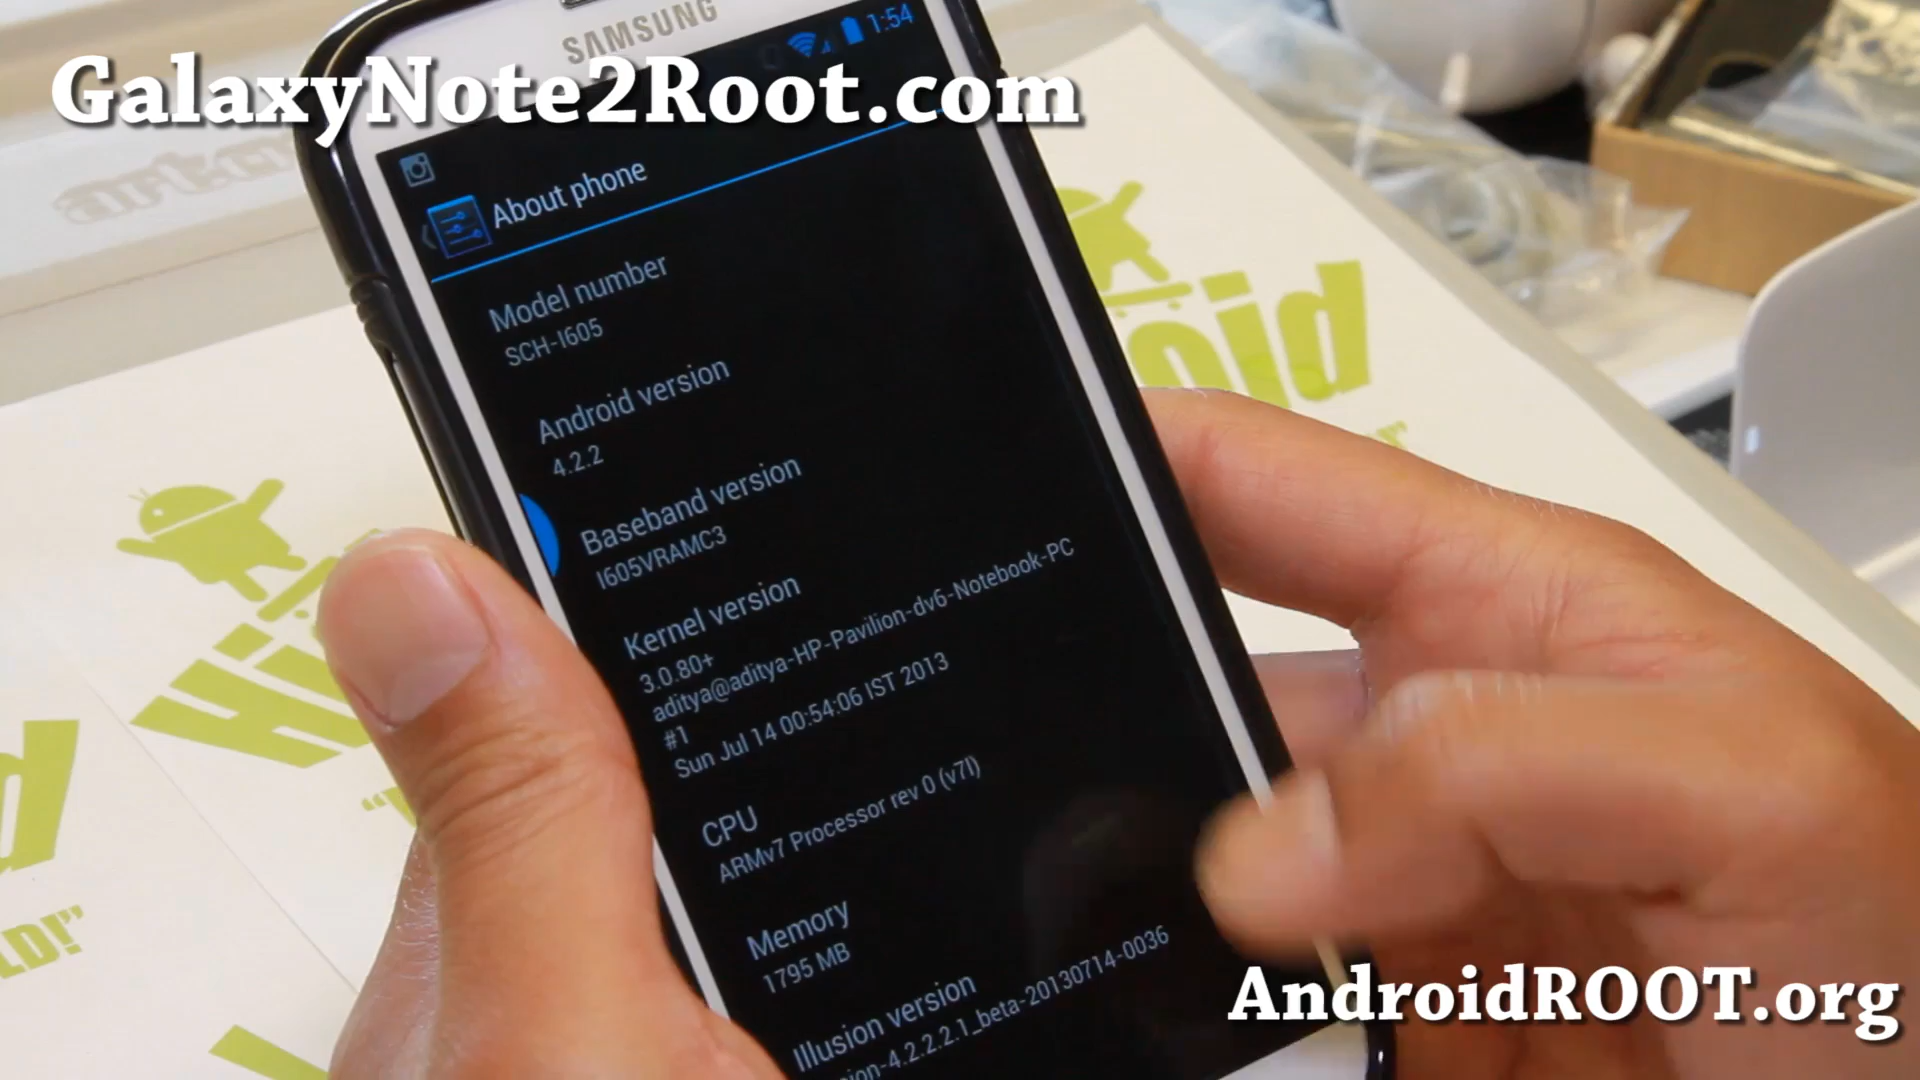 SAMSUNG
1:54
GalaxyNote2Root.com
About phone
Model number
SCH-I605
Android version
4.2.2
Baseband version
I605VRAMC3
Kernel version
3.0.80+
aditya@aditya-HP-Pavilion-dv6-Notebook-PC
#1
Sun Jul 14 00:54:06 IST 2013
CPU
ARMv7 Processor rev 0 (v7l)
Memory
1795 MB
Illusion version
-4.2.2.2.1_beta-20130714-0036
AndroidROOT.org